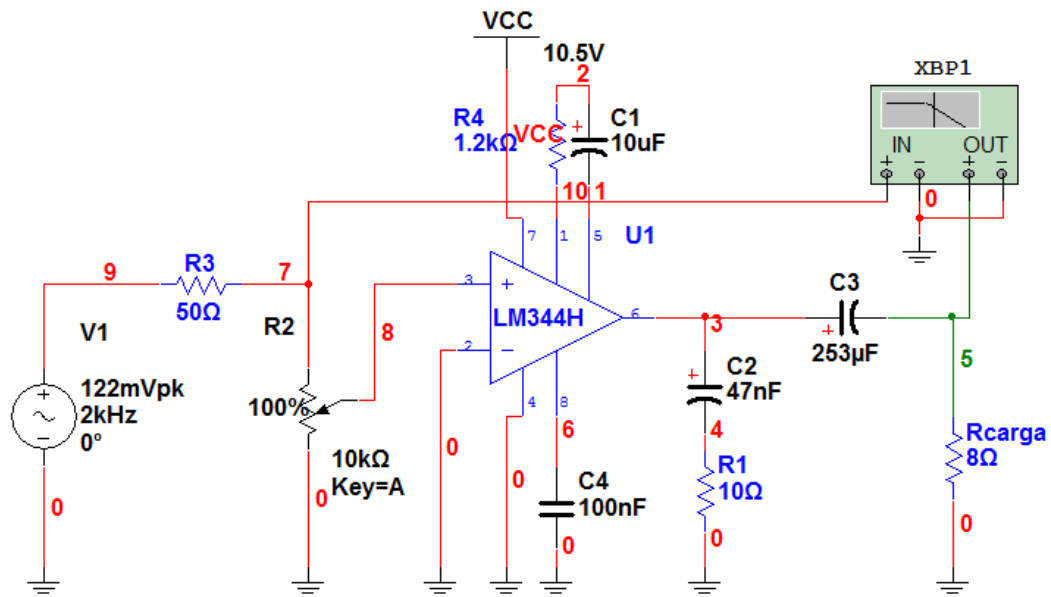 VCC
10.5V
2
XBP1
R4
1.2kΩ
VCC
C1
10uF
+
IN
OUT
+ - + -
10 1
0
7 1 5
U1
9
R3
50Ω
7
3
+
LM344H
6
2
-
4
8
8
V1
+
122mVpk
2kHz
0°
-
R2
100%
10kΩ
Key=A
3
C3
+
253µF
5
C2
+
47nF
4
R1
10Ω
Rcarga
8Ω
6
C4
100nF
0
0
0
0
0
0
0